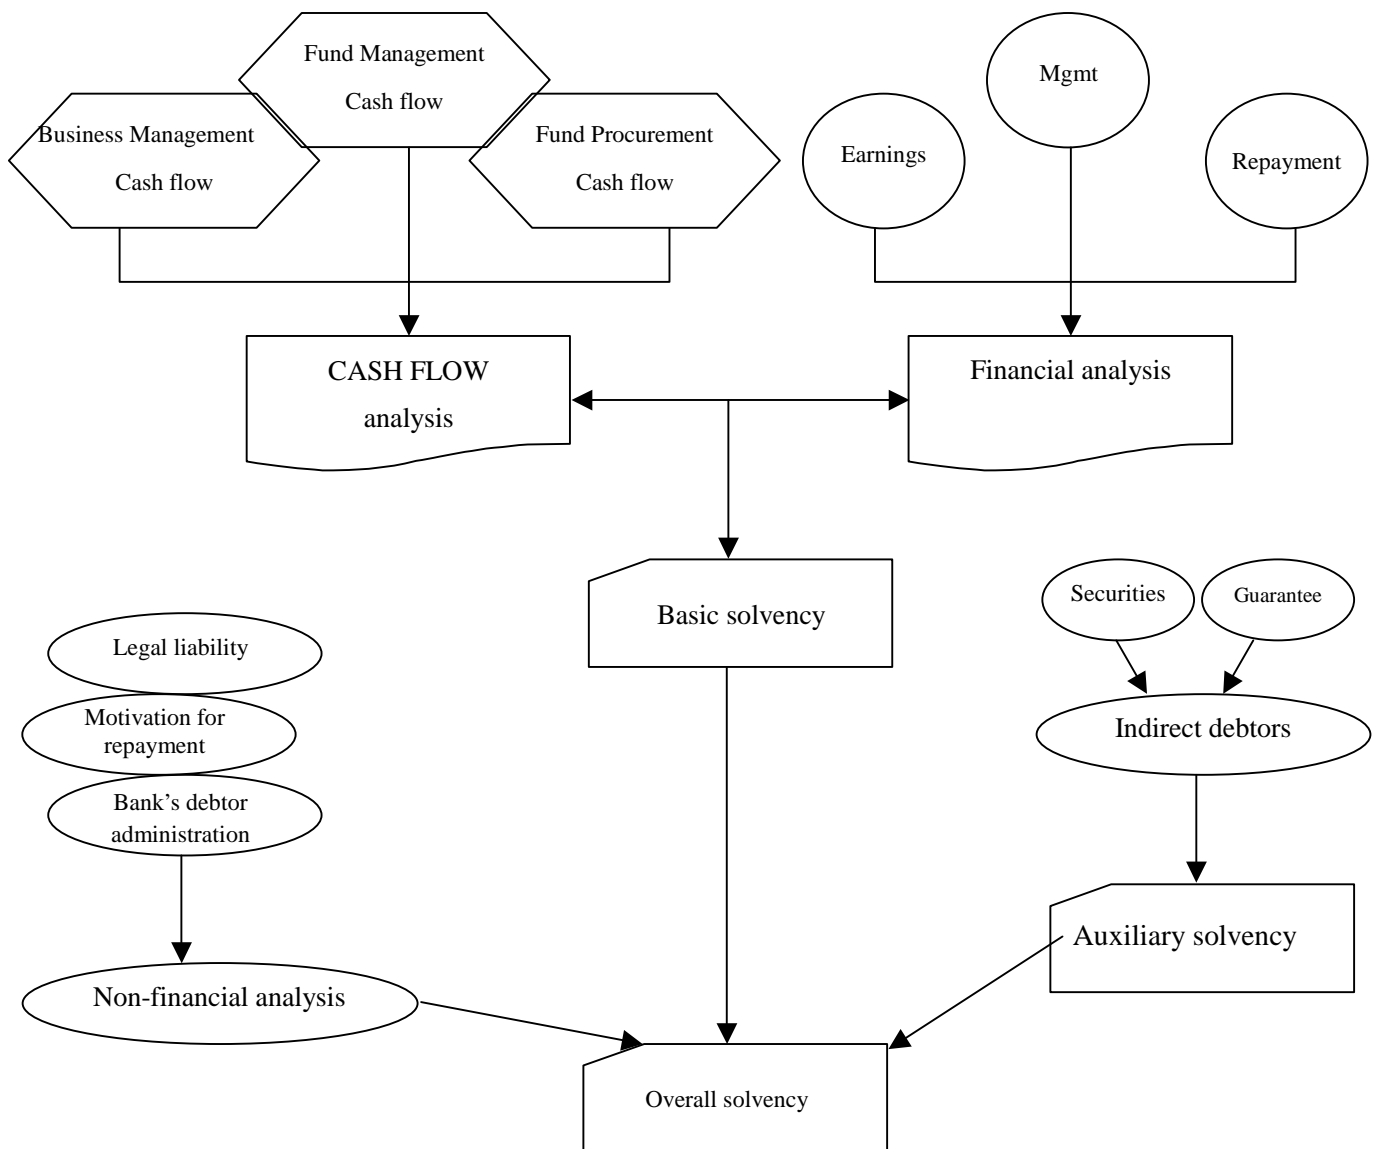 Fund Management
Cash flow
Business Management
Cash flow
Fund Procurement
Cash flow
Mgmt
Earnings
Repayment
CASH FLOW
analysis
Financial analysis
Basic solvency
Securities
Guarantee
Legal liability
Motivation for
repayment
Bank’s debtor
administration
Indirect debtors
Auxiliary solvency
Non-financial analysis
Overall solvency